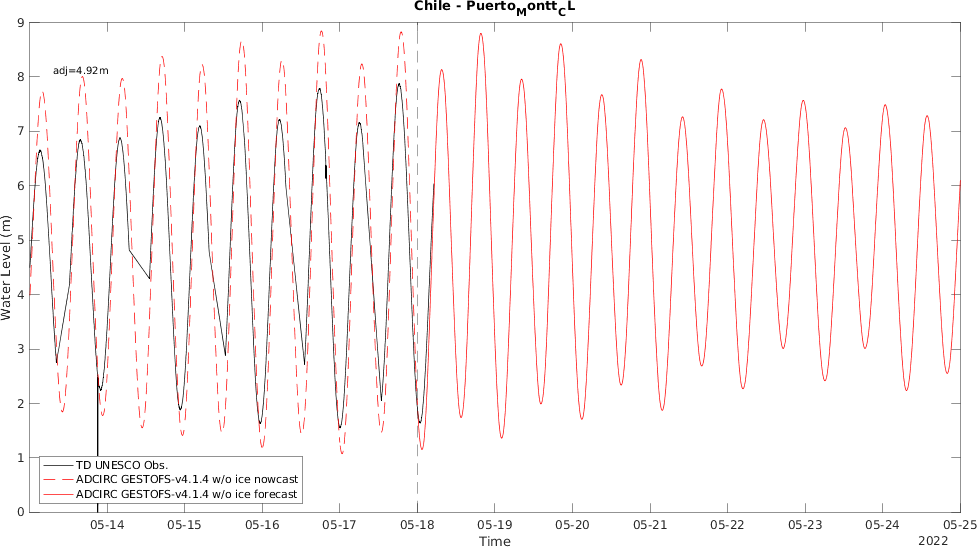 Chile - PuertoMonttCL
9
8
7
6
5
4
3
2
1
0
Water Level (m)
adj=4.92m
TD UNESCO Obs.
ADCIRC GESTOFS-v4.1.4 w/o ice nowcast
ADCIRC GESTOFS-v4.1.4 w/o ice forecast
05-14 05-15 05-16 05-17 05-18 05-19 05-20 05-21 05-22 05-23 05-24 05-25
Time
2022